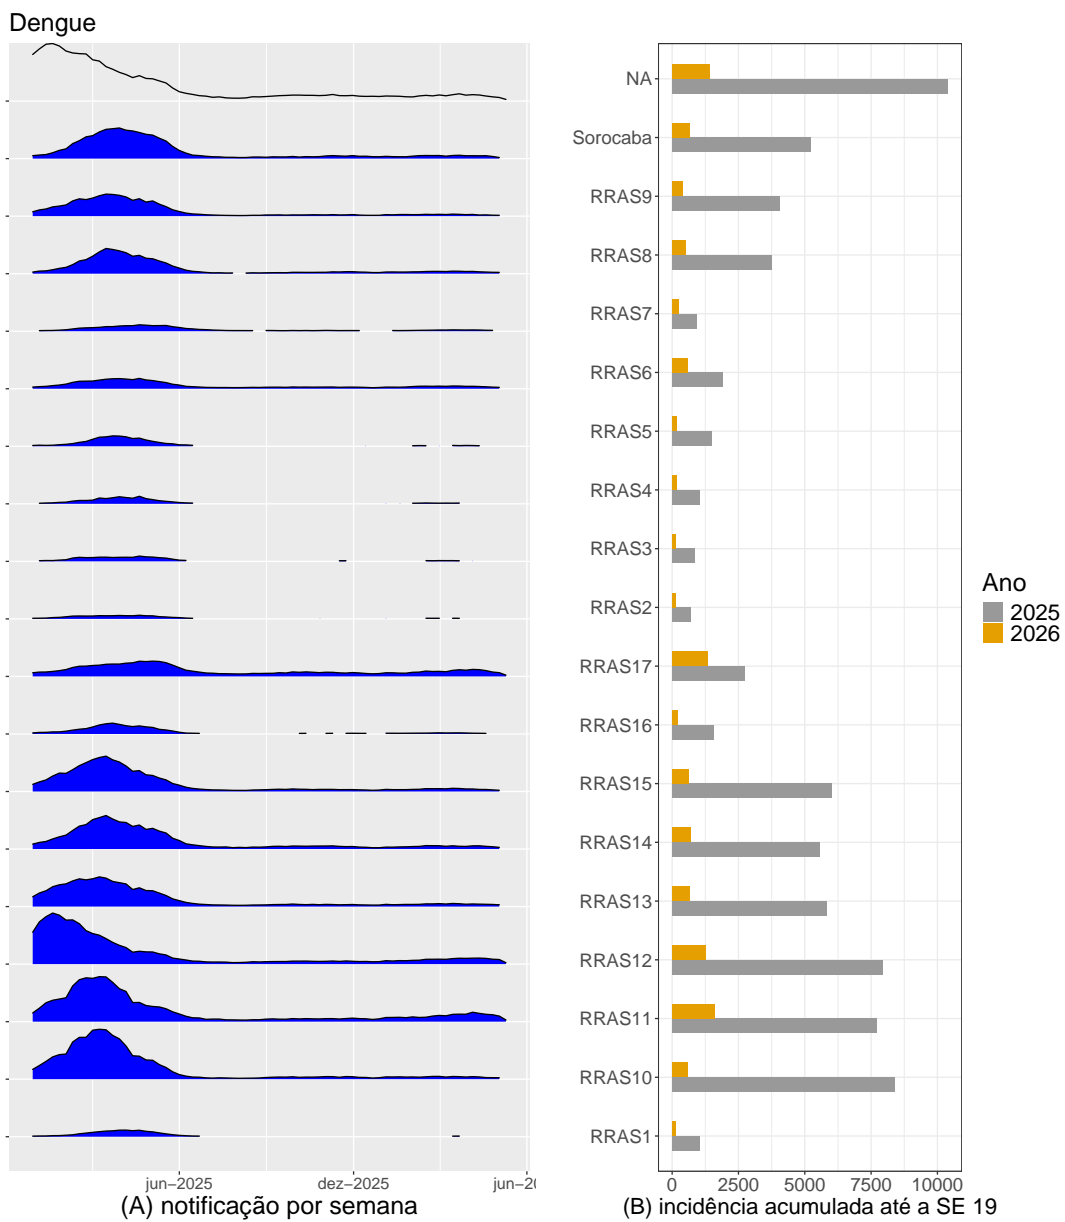 Dengue
NA
Sorocaba
RRAS9
RRAS8
RRAS7
RRAS6
RRAS5
RRAS4
RRAS3
RRAS2
RRAS17
RRAS16
RRAS15
RRAS14
RRAS13
RRAS12
RRAS11
RRAS10
RRAS1
Ano
2025
2026
jun−2025 dez−2025 jun−20
0 2500 5000 7500 10000
(A) notificação por semana
(B) incidência acumulada até a SE 19